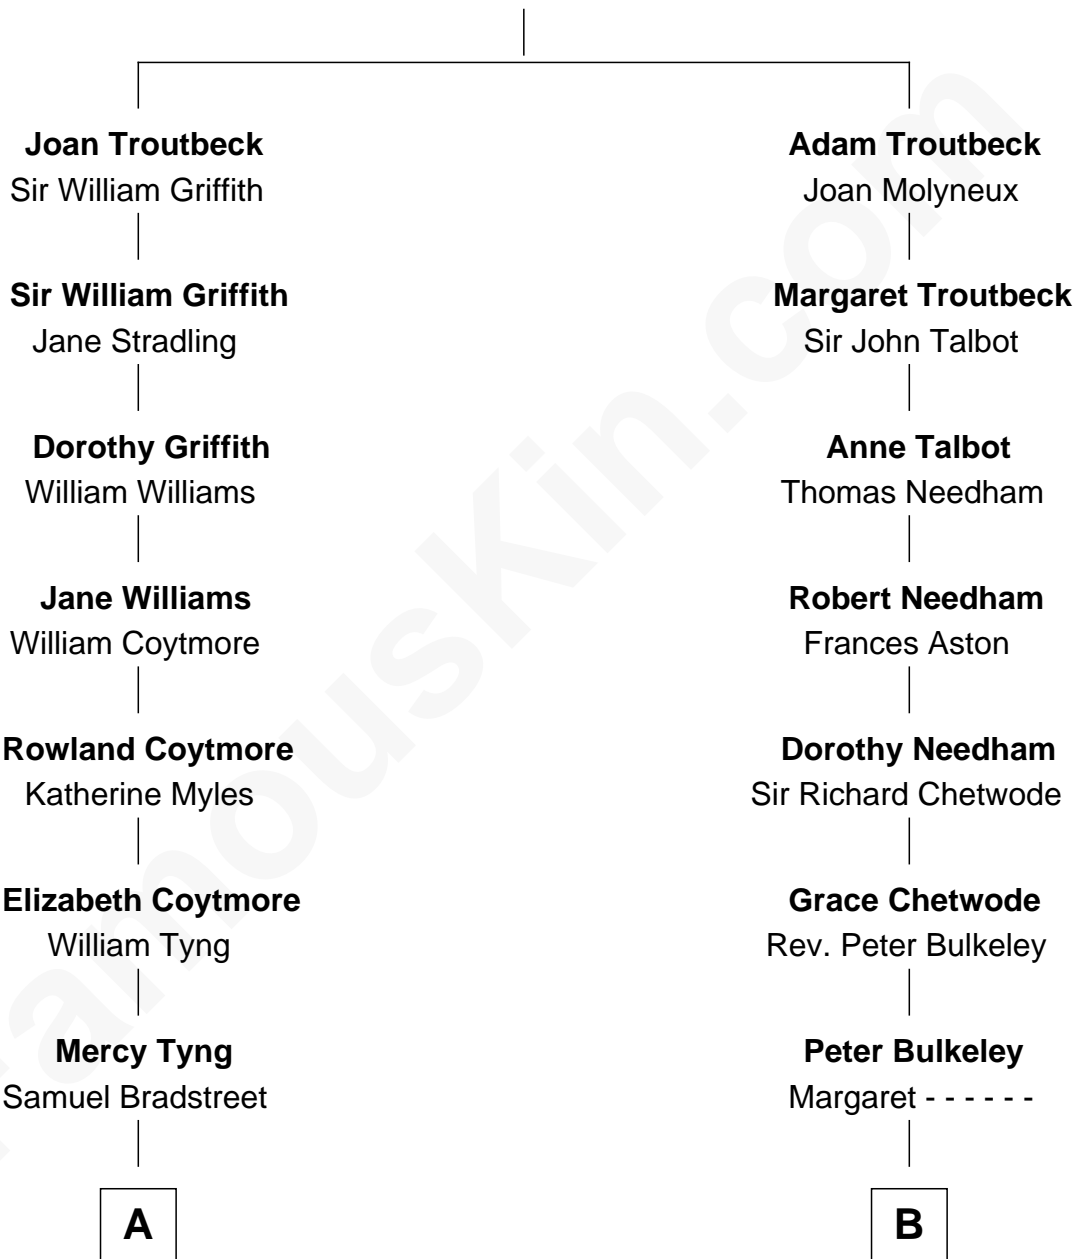 Joan Troutbeck
Sir William Griffith
Sir William Griffith
Jane Stradling
Dorothy Griffith
William Williams
Jane Williams
William Coytmore
Rowland Coytmore
Katherine Myles
Elizabeth Coytmore
William Tyng
Mercy Tyng
Samuel Bradstreet
A
Adam Troutbeck
Joan Molyneux
Margaret Troutbeck
Sir John Talbot
Anne Talbot
Thomas Needham
Robert Needham
Frances Aston
Dorothy Needham
Sir Richard Chetwode
Grace Chetwode
Rev. Peter Bulkeley
Peter Bulkeley
Margaret - - - - - -
B
FamousKin.com